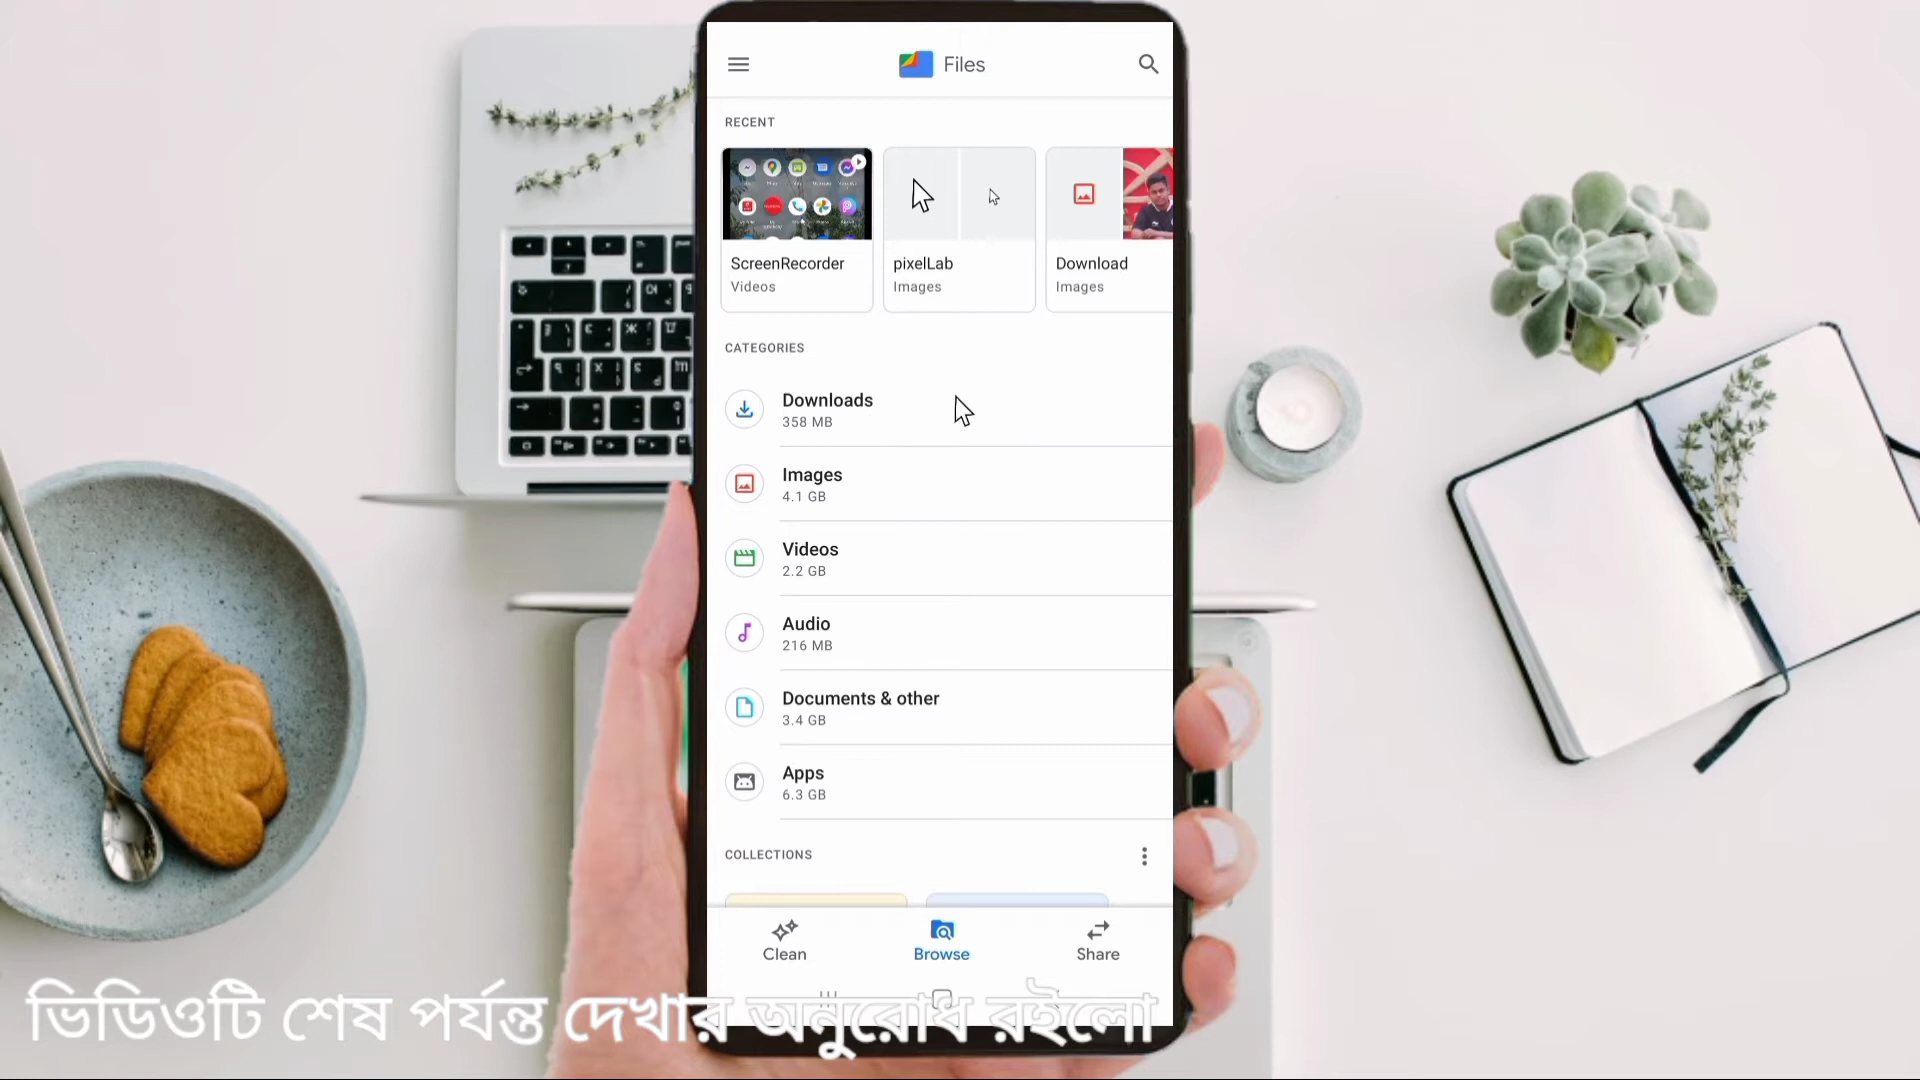 Files
RECENT
ScreenRecorder
Videos
pixelLab
Images
Download
Images
CATEGORIES
Downloads
358 MB
Images
4.1 GB
Videos
2.2 GB
Audio
216 MB
Documents & other
3.4 GB
Apps
6.3 GB
COLLECTIONS
Clean
Browse
Share
ভিডিওটি শেষ পর্যন্ত দেখার অনুরোধ রইলো